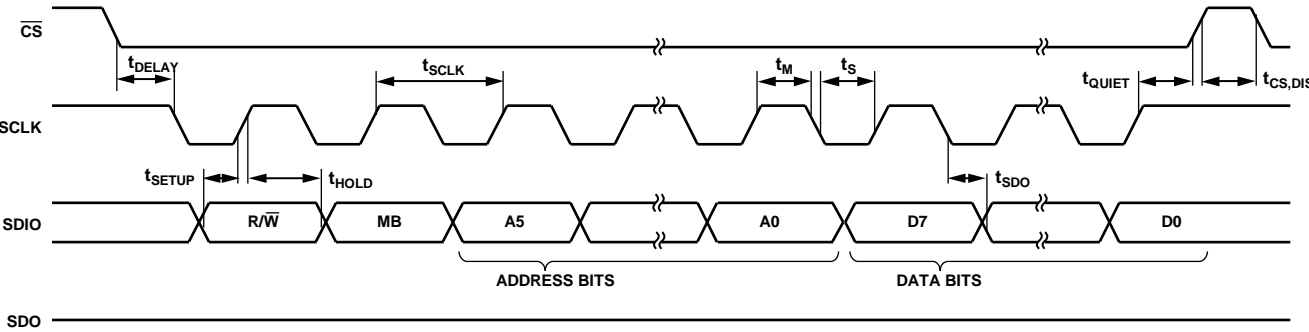 CS
tDELAY
tSCLK
tM
tS
tQUIET
tCS,DIS
SCLK
tSETUP
tHOLD
tSDO
SDIO
R/W
MB
A5
A0
D7
D0
ADDRESS BITS
DATA BITS
SDO